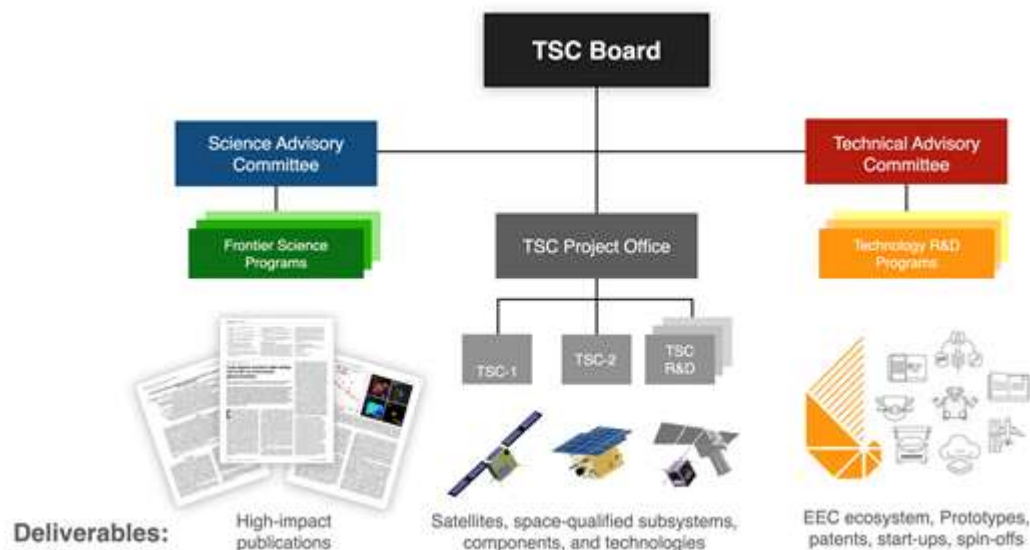 TSC Board
Science Advisory
Committee
Technical Advisory
Committee
Frontier Science
Programs
TSC Project Office
Technology R&D
Programs
TSC-1
TSC-2
TSC
R&D
Deliverables:
High-impact
publications
Satellites, space-qualified subsystems,
components, and technologies
EEC ecosystem, Prototypes,
patents, start-ups, spin-offs